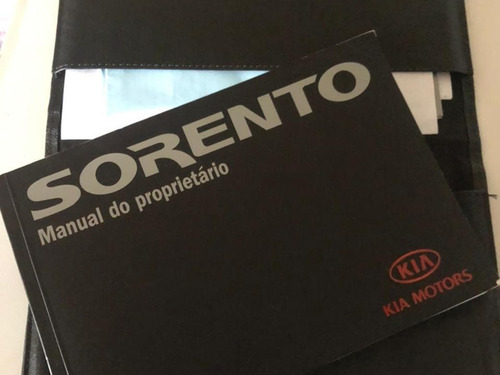 SORENTO
Manual do proprietário
KIA
KIA MOTORS